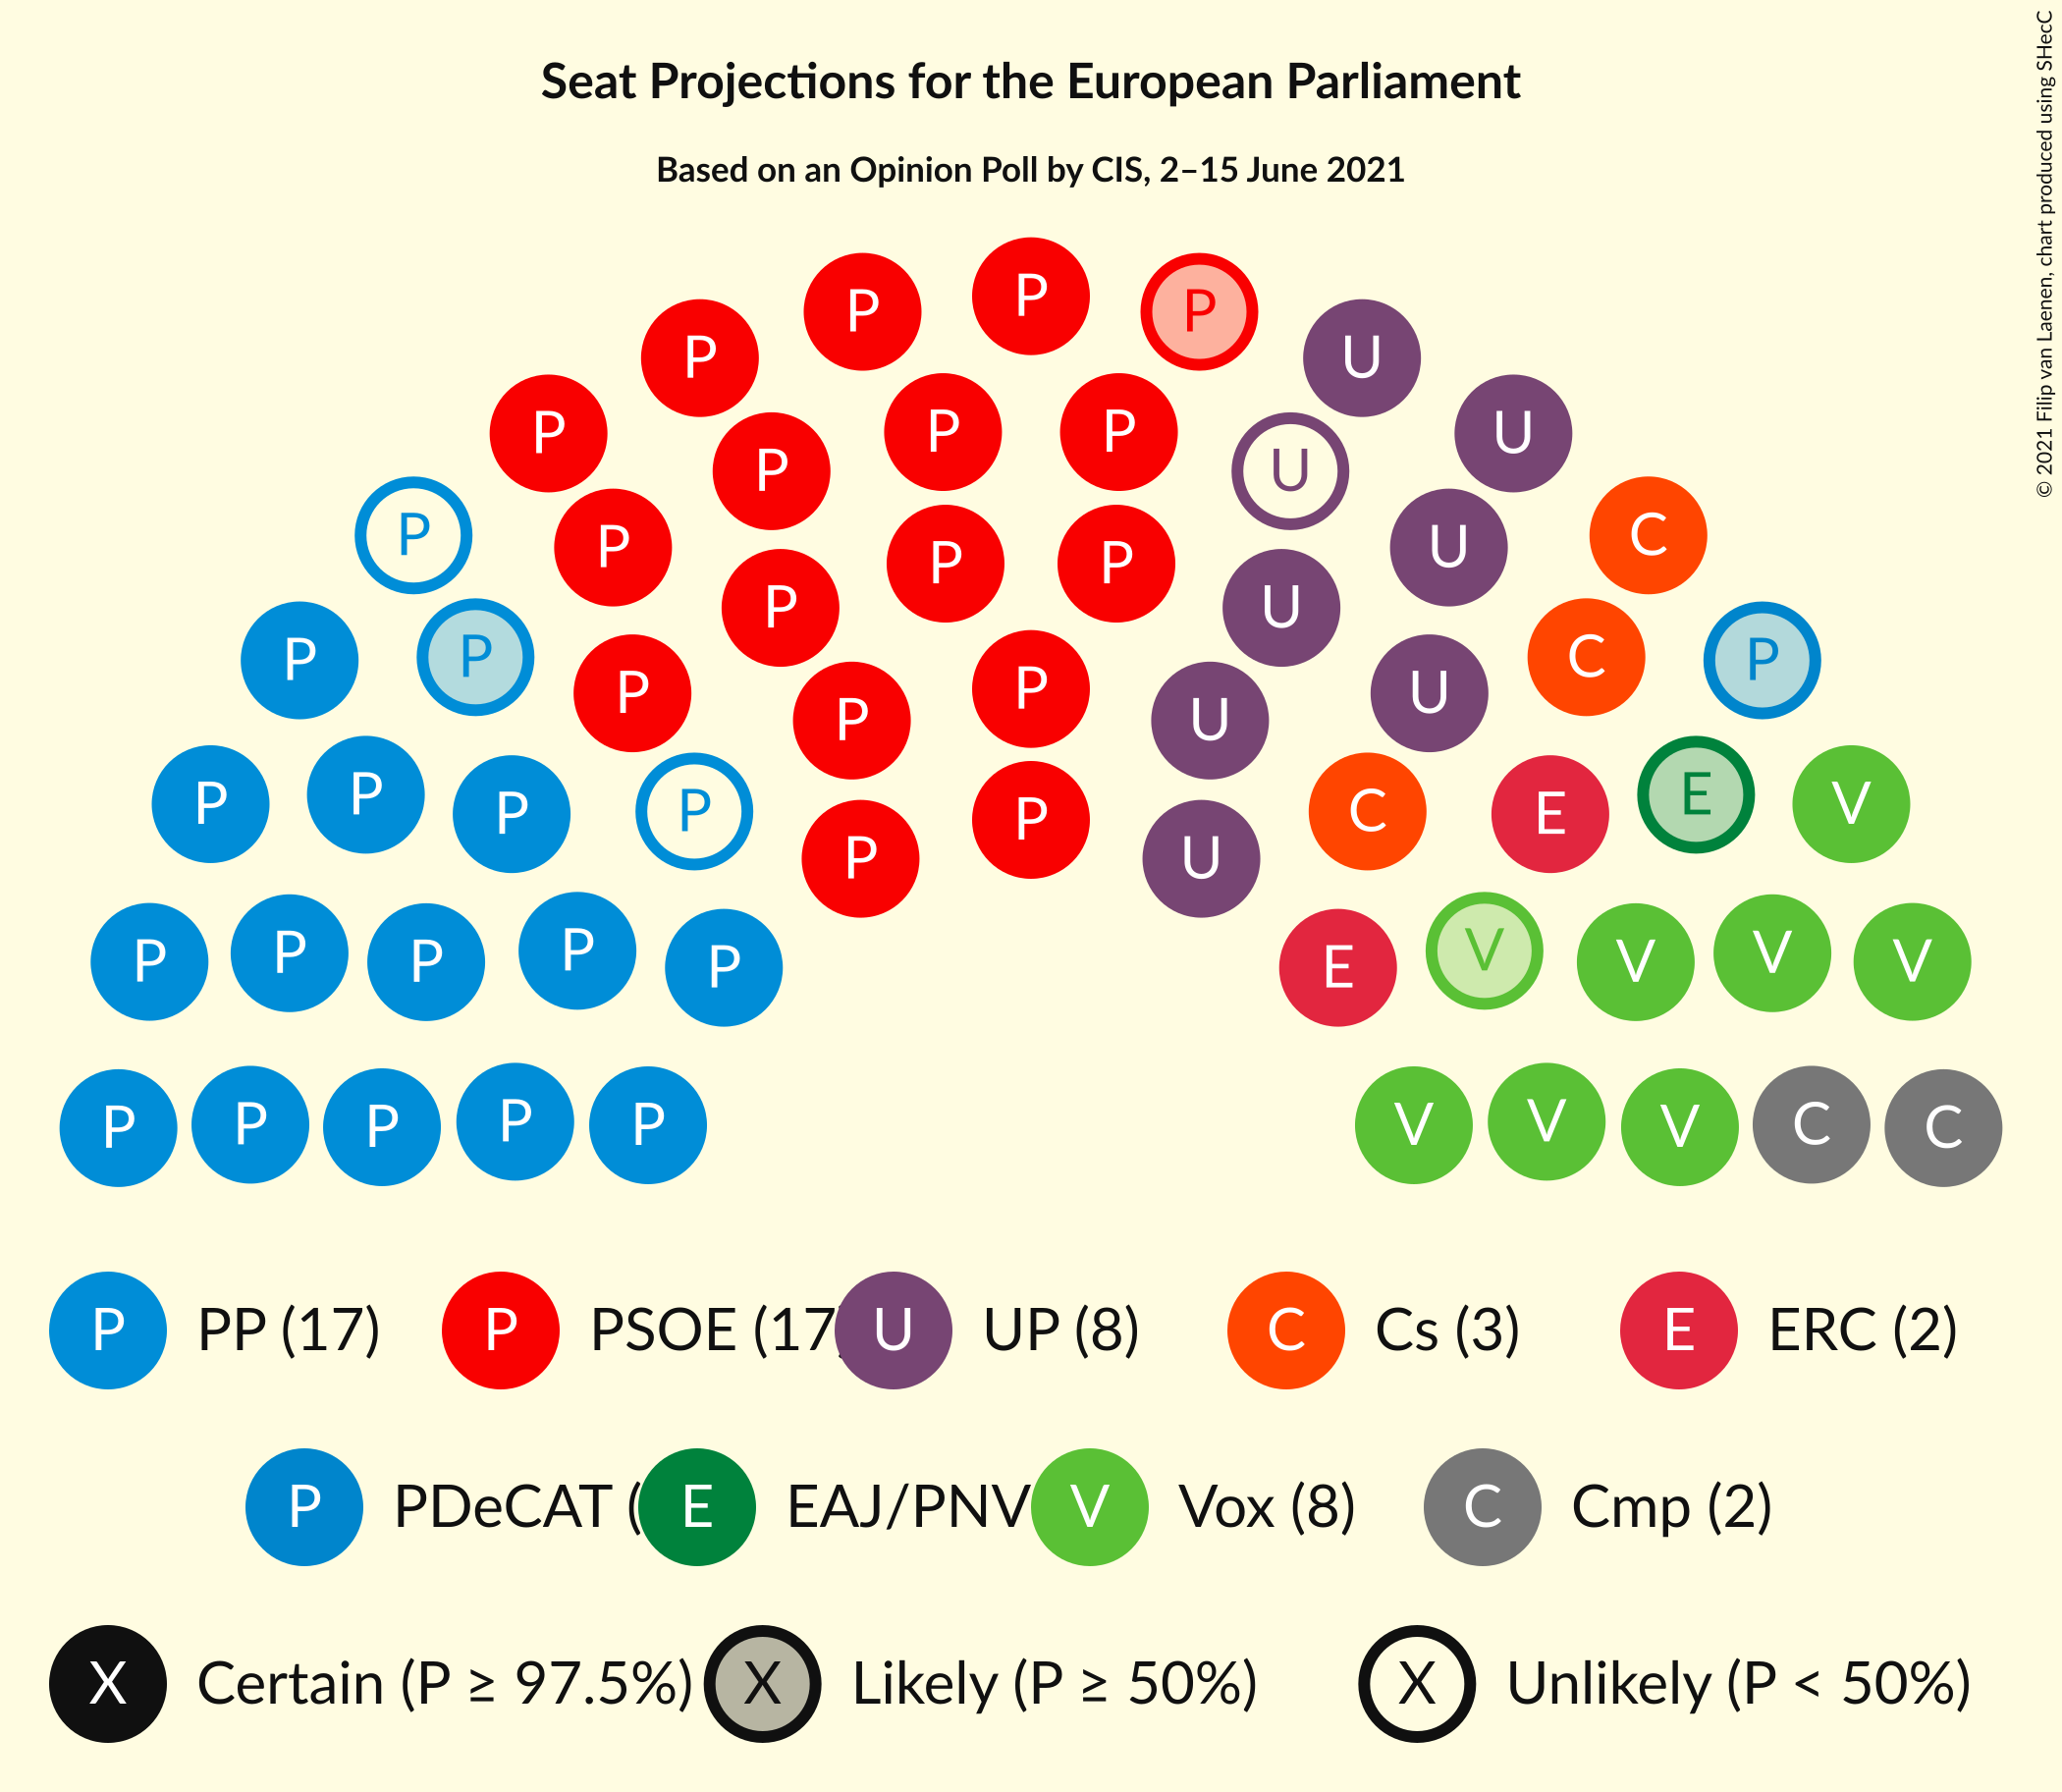 Seat Projections for the European Parliament
Based on an Opinion Poll by CIS, 2–15 June 2021
© 2021 Filip van Laenen, chart produced using SHecC
P P P P U
P P P P U U
P P P U U C
P P P P U C P
P P P P U U
P P P P P P U C E E V
P P P P P E V V V V
P P P P P V V V C C
P PP (17) P PSOE (17 U UP (8) C Cs (3) E ERC (2)
P PDeCAT ( E EAJ/PNV V Vox (8) C Cmp (2)
X Certain (P ≥ 97.5%) X Likely (P ≥ 50%) X Unlikely (P < 50%)